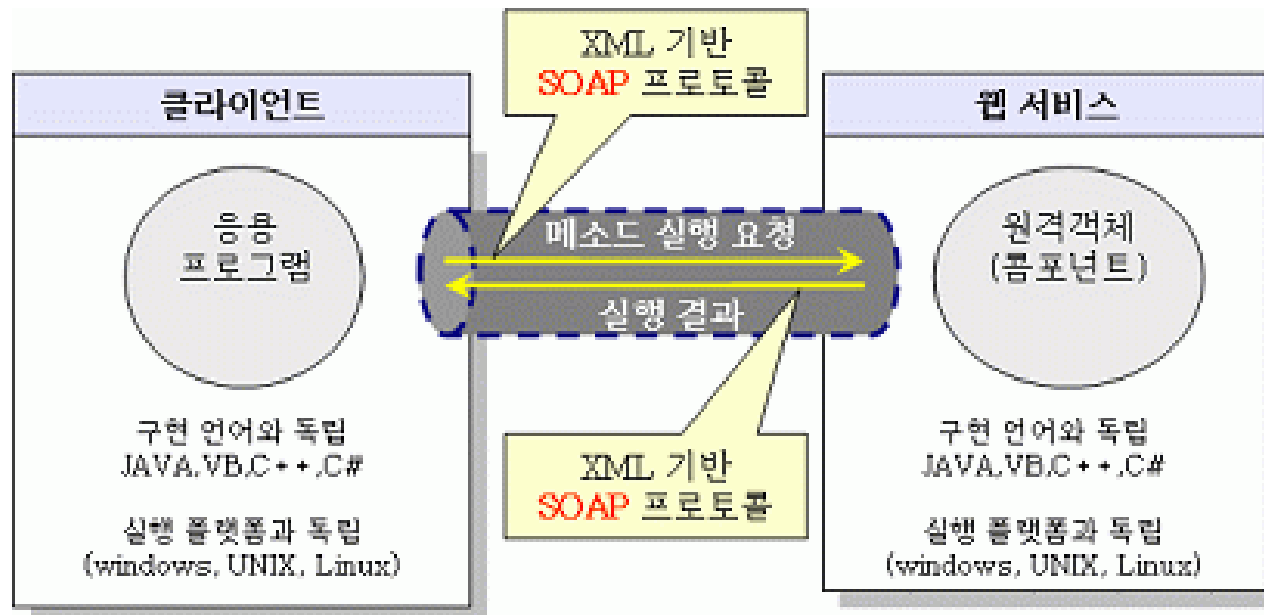 XML 기반
SOAP 프로토콜
클라이언트
응용
프로그램
구현 언어와 독립
JAVA,VB,C++,C#
실행 플랫폼과 독립
(windows, UNIX, Linux)
메소드 실행 요청
실행 결과
XML 기반
SOAP 프로토콜
웹 서비스
원격객체
(콤포넌트)
구현 언어와 독립
JAVA,VB,C++,C#
실행 플랫폼과 독립
(windows, UNIX, Linux)